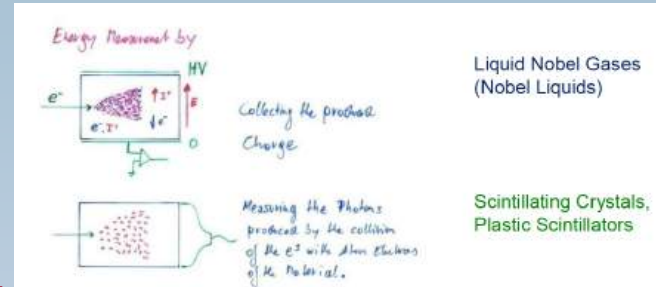 Energy Measurement by
HV
e⁻
↑ I⁺
E
e⁻, I⁺
↓ e⁻
0
Collecting the produced
Charge
Liquid Nobel Gases
(Nobel Liquids)
Measuring the Photons
produced by the collision
of the e± with
Electrons
of the Material.
Scintillating Crystals,
Plastic Scintillators